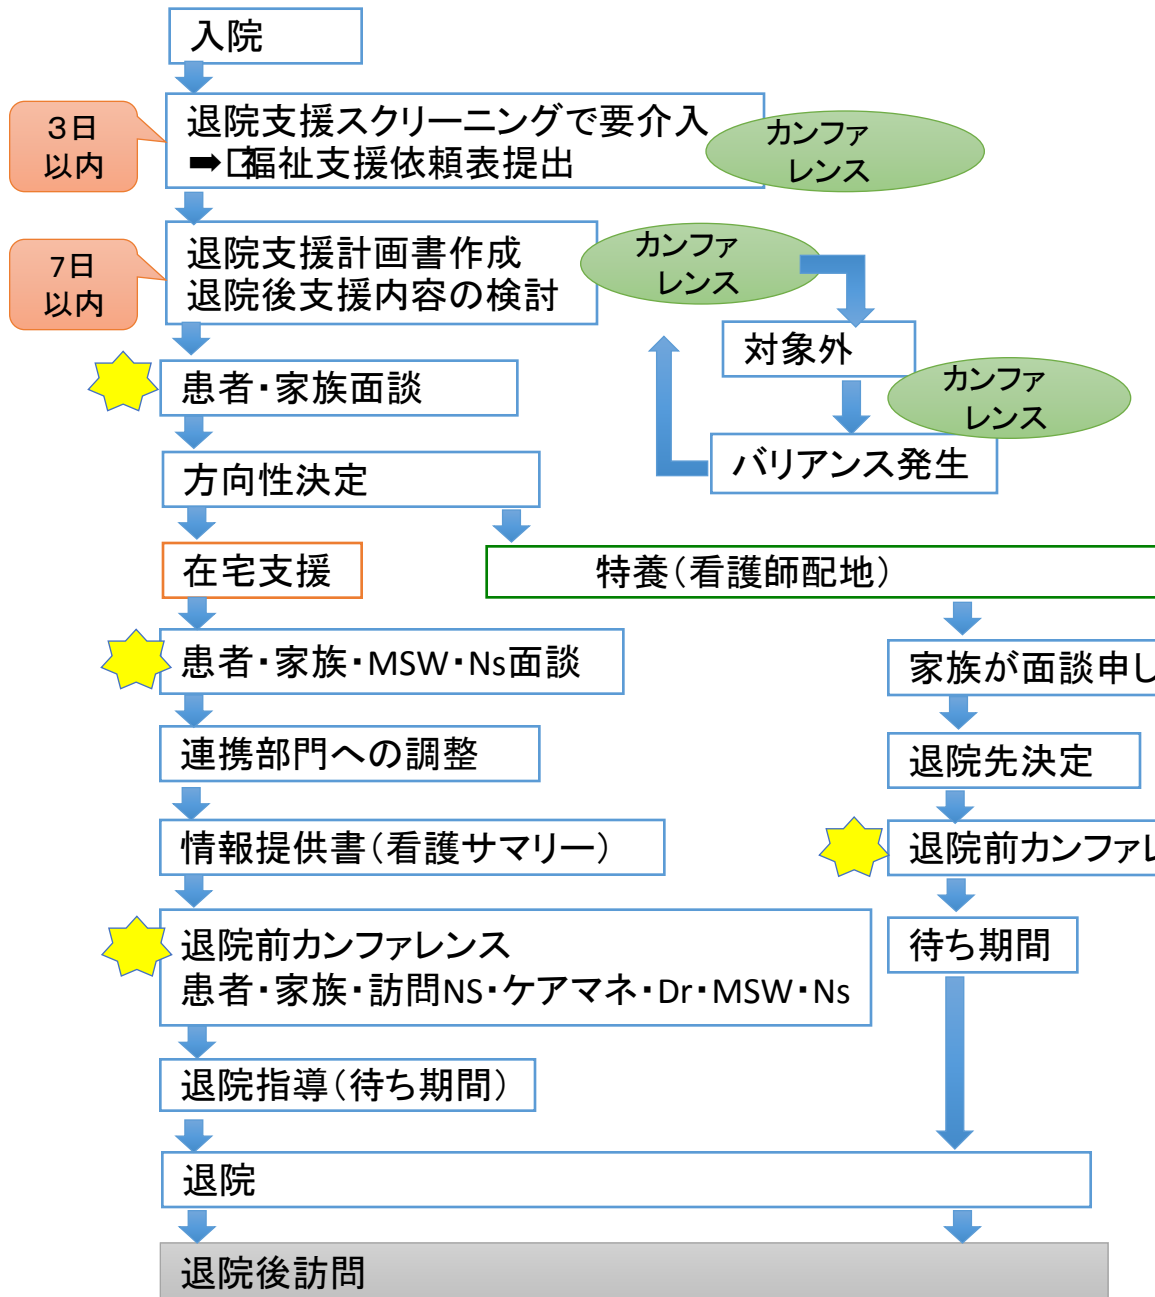 入院
3日
以内
退院支援スクリーニングで要介入
➡福祉支援依頼表提出
カンファ
レンス
7日
以内
退院支援計画書作成
退院後支援内容の検討
カンファ
レンス
対象外
カンファ
レンス
バリアンス発生
患者・家族面談
方向性決定
在宅支援
特養（看護師配地）
患者・家族・MSW・Ns面談
家族が面談申し
連携部門への調整
退院先決定
情報提供書（看護サマリー）
退院前カンファレ
退院前カンファレンス
患者・家族・訪問NS・ケアマネ・Dr・MSW・Ns
待ち期間
退院指導（待ち期間）
退院
退院後訪問